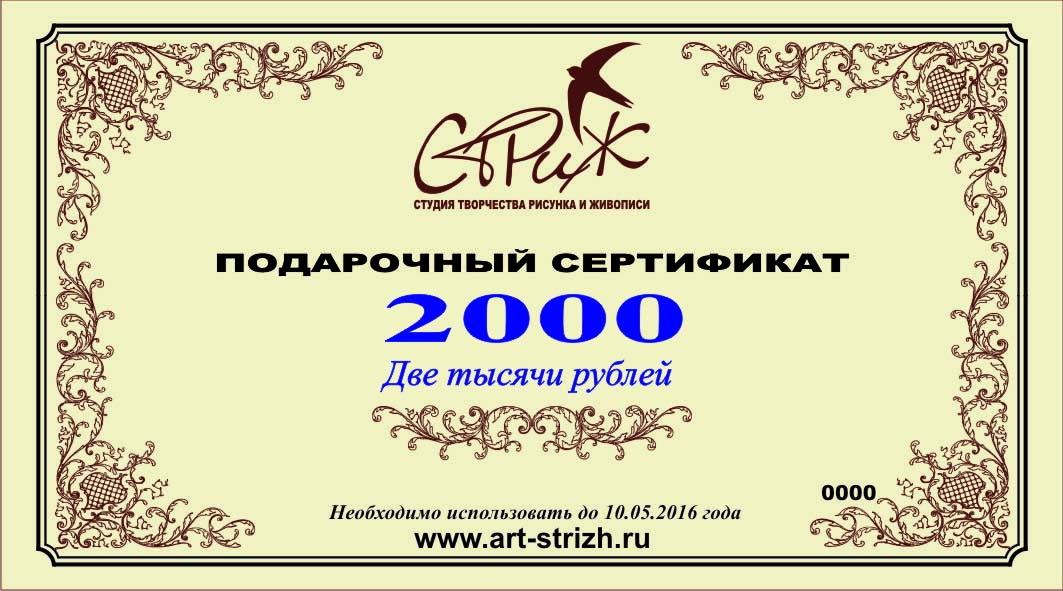 СТРиЖ
СТУДИЯ ТВОРЧЕСТВА РИСУНКА И ЖИВОПИСИ
ПОДАРОЧНЫЙ СЕРТИФИКАТ
2000
Две тысячи рублей
0000
Необходимо использовать до 10.05.2016 года
www.art-strizh.ru